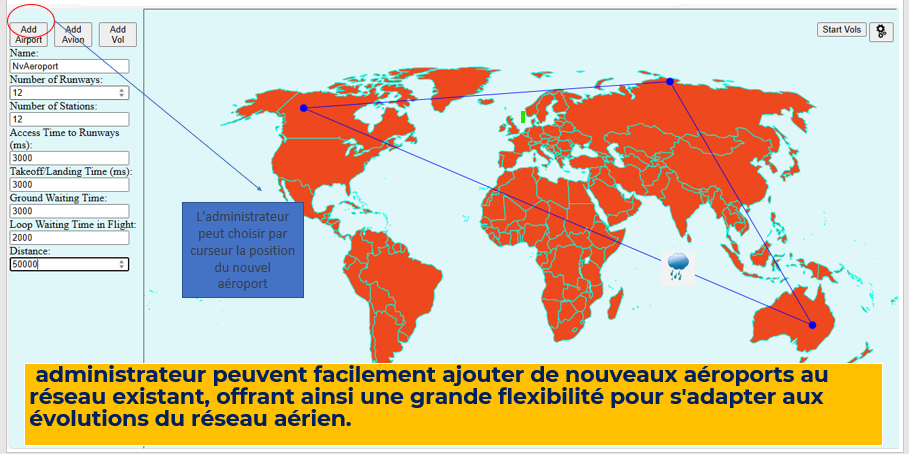 Add
Airport
Add
Avion
Add
Vol
Start Vols
Name:
NvAeroport
Number of Runways:
12
Number of Stations:
12
Access Time to Runways
(ms):
3000
Takeoff/Landing Time (ms):
3000
Ground Waiting Time:
3000
Loop Waiting Time in Flight:
2000
Distance:
50000
L'administrateur
peut choisir par
curseur la position
du nouvel
aéroport
administrateur peuvent facilement ajouter de nouveaux aéroports au
réseau existant, offrant ainsi une grande flexibilité pour s'adapter aux
évolutions du réseau aérien.